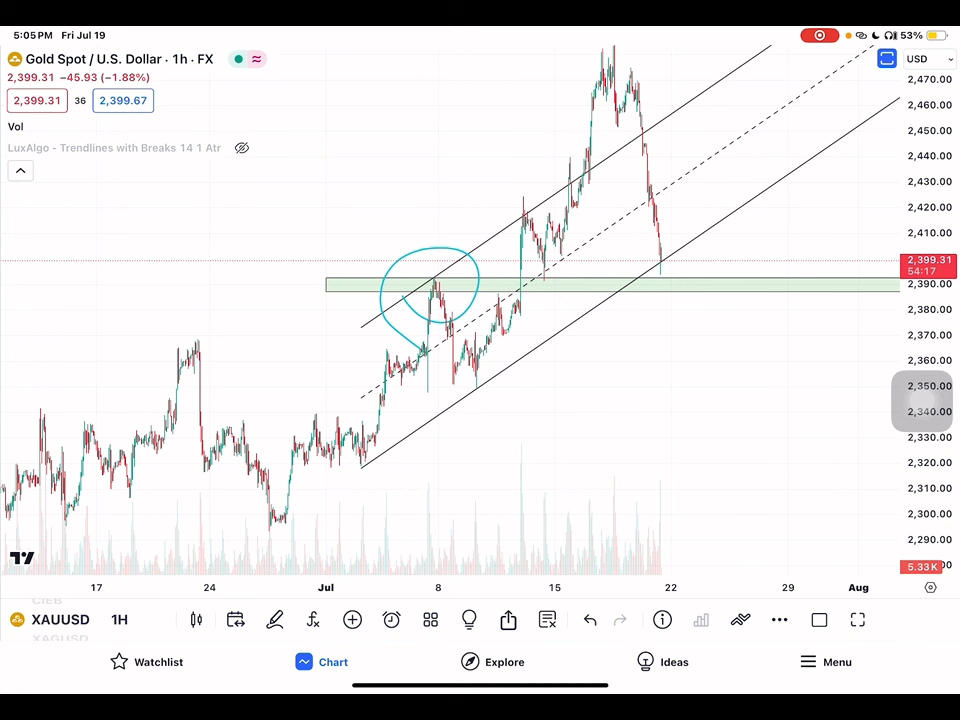 5:05 PM Fri Jul 19 53%
Gold Spot / U.S. Dollar · 1h · FX
USD
2,399.31 −45.93 (−1.88%)
2,399.31 36 2,399.67
Vol
LuxAlgo - Trendlines with Breaks 14 1 Atr
2,470.00
2,460.00
2,450.00
2,440.00
2,430.00
2,420.00
2,410.00
2,399.31
54:17
2,390.00
2,380.00
2,370.00
2,360.00
2,350.00
2,340.00
2,330.00
2,320.00
2,310.00
2,300.00
2,290.00
5.33K
17 24 Jul 8 15 22 29 Aug
XAUUSD 1H
XAGUSD
Watchlist Chart Explore Ideas Menu